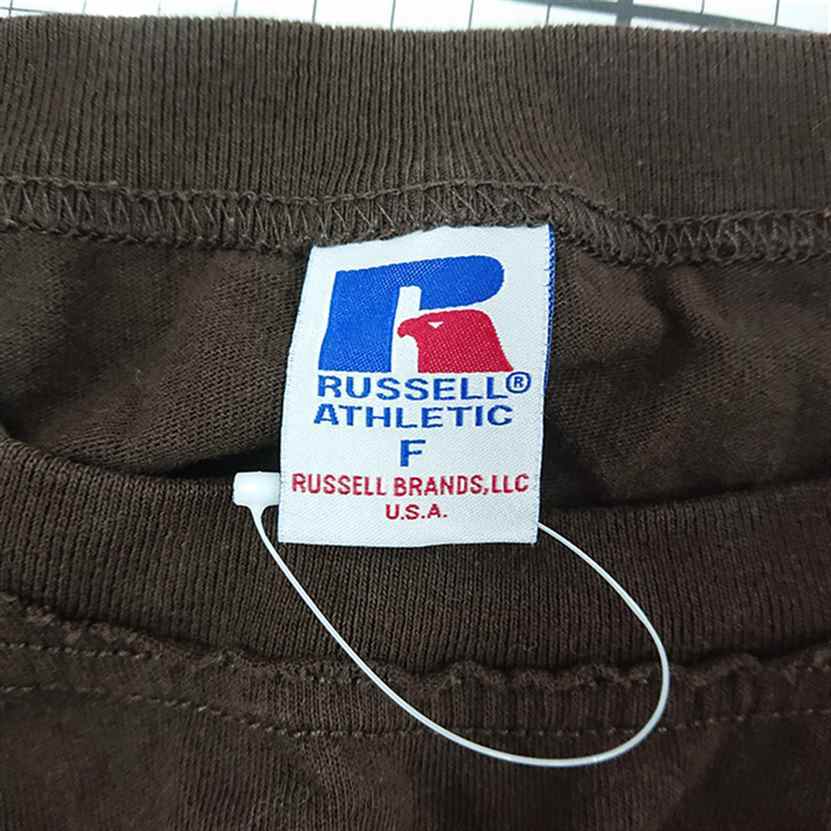 RUSSELL®
ATHLETIC
F
RUSSELL BRANDS,LLC
U.S.A.